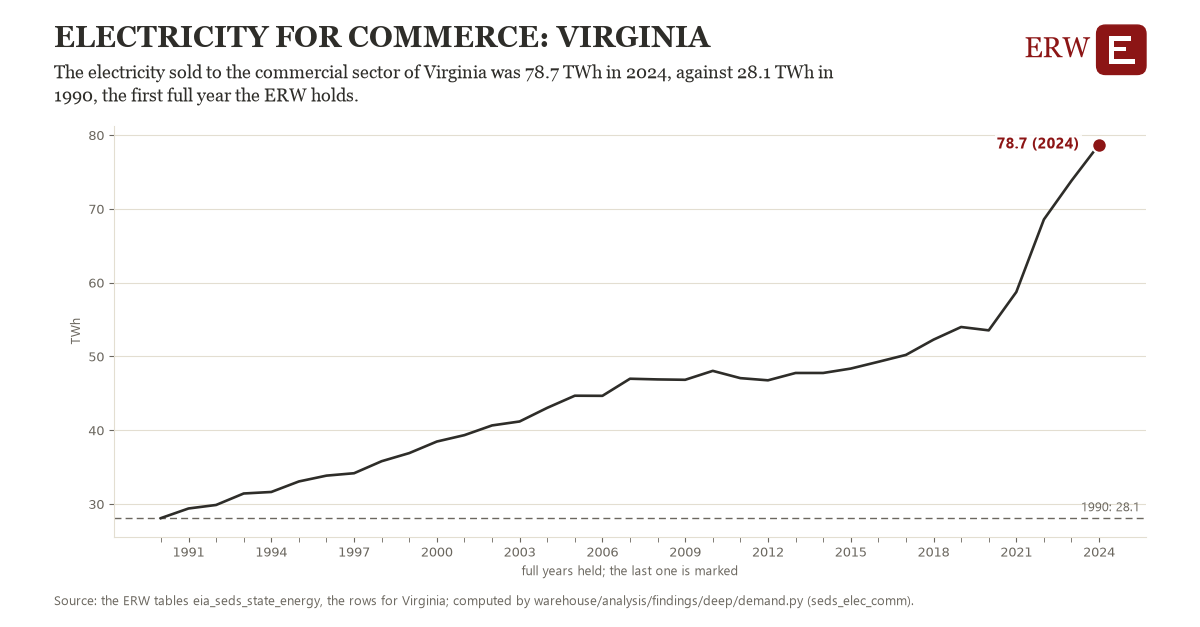 ELECTRICITY FOR COMMERCE: VIRGINIA
The electricity sold to the commercial sector of Virginia was 78.7 TWh in 2024, against 28.1 TWh in
1990, the first full year the ERW holds.
ERW E
80
70
60
50
40
30
TWh
78.7 (2024)
1990: 28.1
1991 1994 1997 2000 2003 2006 2009 2012 2015 2018 2021 2024
full years held; the last one is marked
Source: the ERW tables eia_seds_state_energy, the rows for Virginia; computed by warehouse/analysis/findings/deep/demand.py (seds_elec_comm).